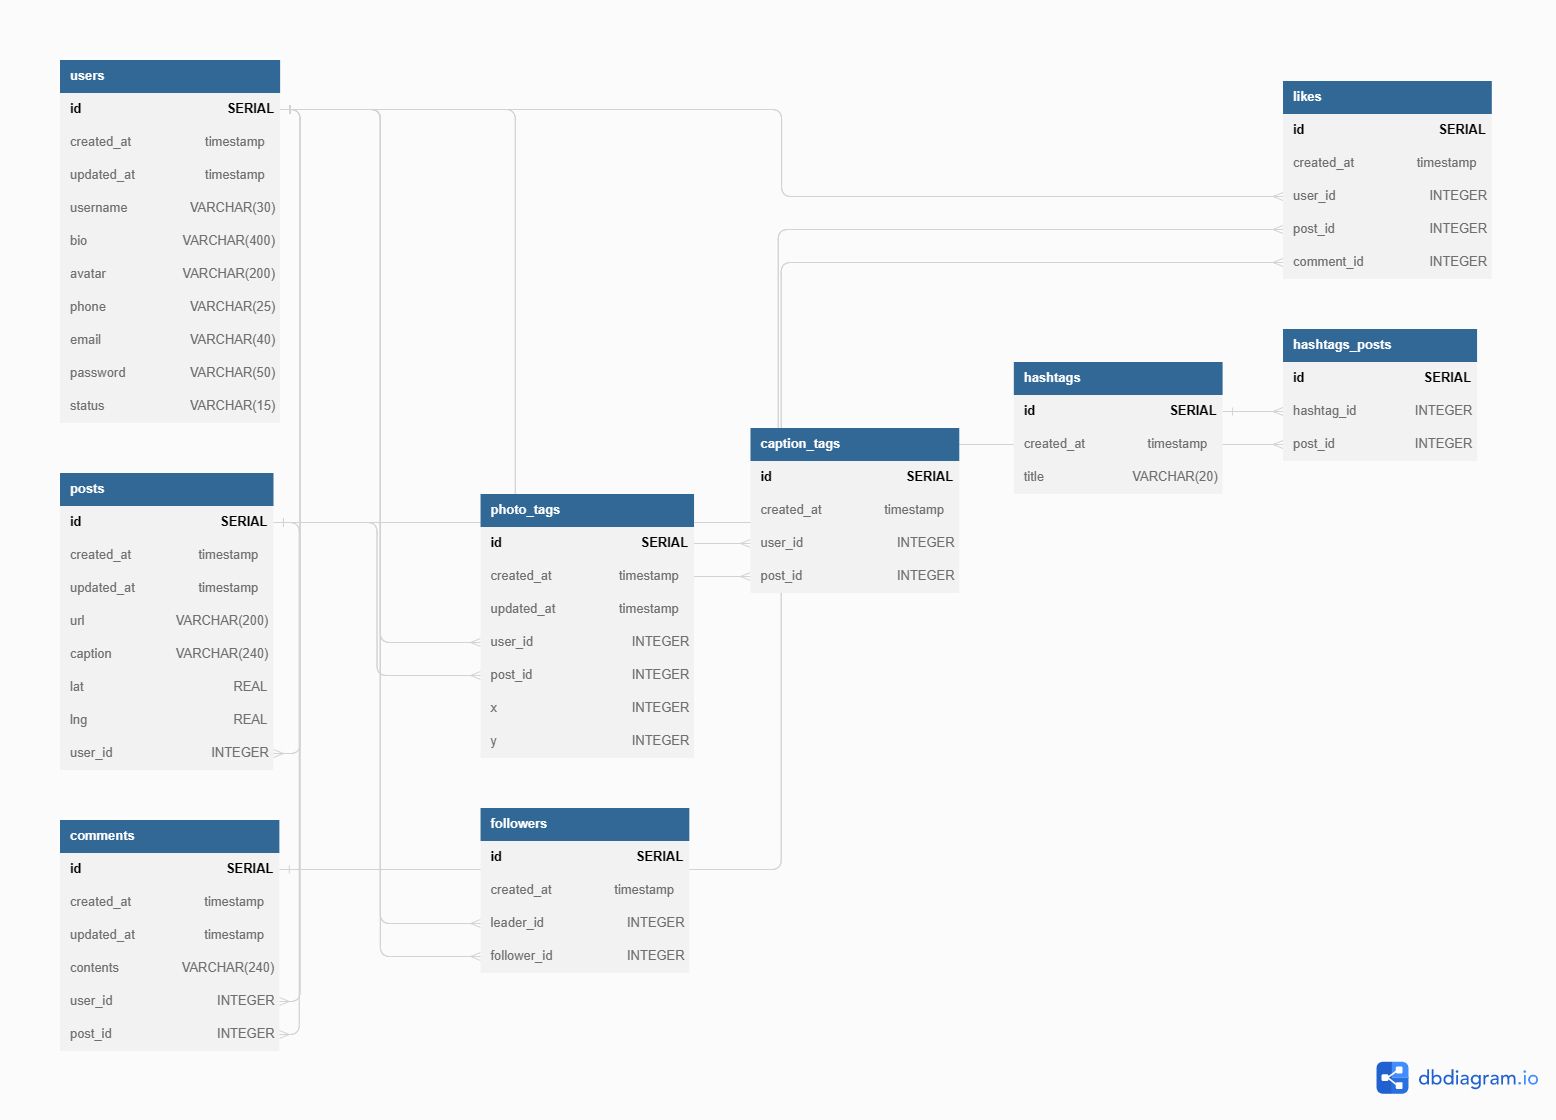 users
id SERIAL
created_at timestamp
updated_at timestamp
username VARCHAR(30)
bio VARCHAR(400)
avatar VARCHAR(200)
phone VARCHAR(25)
email VARCHAR(40)
password VARCHAR(50)
status VARCHAR(15)
posts
id SERIAL
created_at timestamp
updated_at timestamp
url VARCHAR(200)
caption VARCHAR(240)
lat REAL
lng REAL
user_id INTEGER
comments
id SERIAL
created_at timestamp
updated_at timestamp
contents VARCHAR(240)
user_id INTEGER
post_id INTEGER
photo_tags
id SERIAL
created_at timestamp
updated_at timestamp
user_id INTEGER
post_id INTEGER
x INTEGER
y INTEGER
followers
id SERIAL
created_at timestamp
leader_id INTEGER
follower_id INTEGER
caption_tags
id SERIAL
created_at timestamp
user_id INTEGER
post_id INTEGER
hashtags
id SERIAL
created_at timestamp
title VARCHAR(20)
likes
id SERIAL
created_at timestamp
user_id INTEGER
post_id INTEGER
comment_id INTEGER
hashtags_posts
id SERIAL
hashtag_id INTEGER
post_id INTEGER
dbdiagram.io